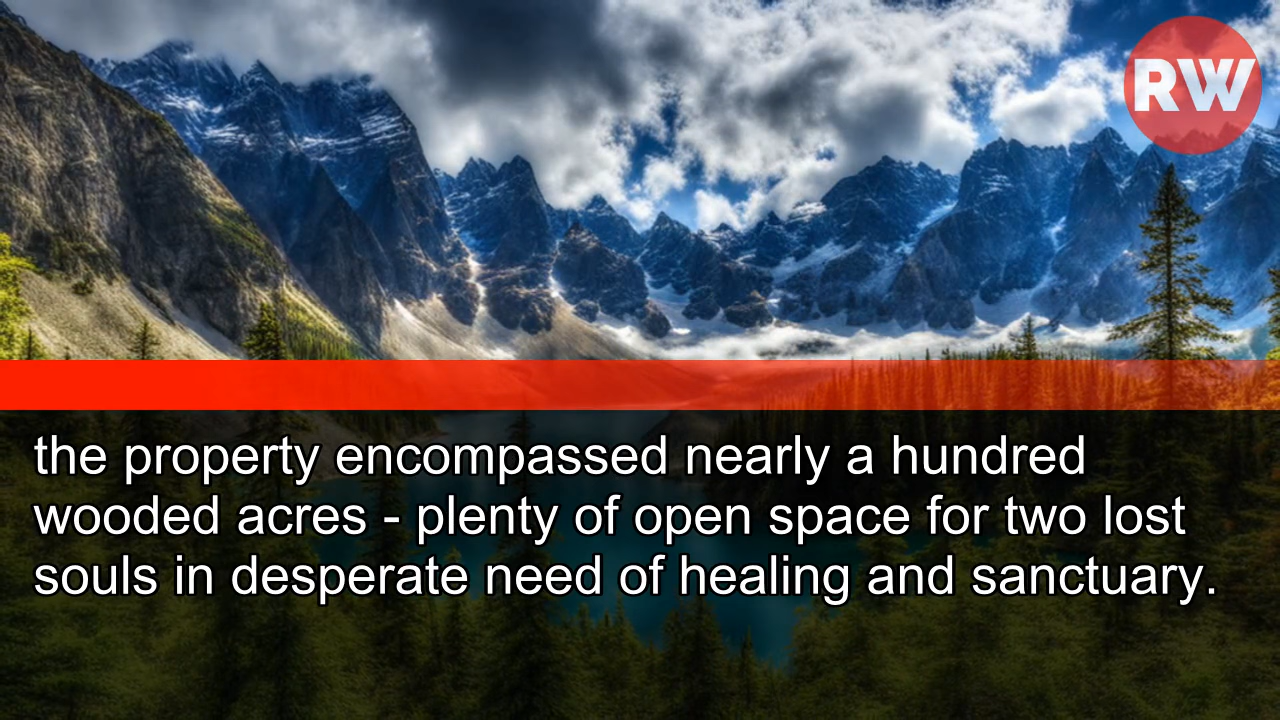 RW
the property encompassed nearly a hundred
wooded acres - plenty of open space for two lost
souls in desperate need of healing and sanctuary.